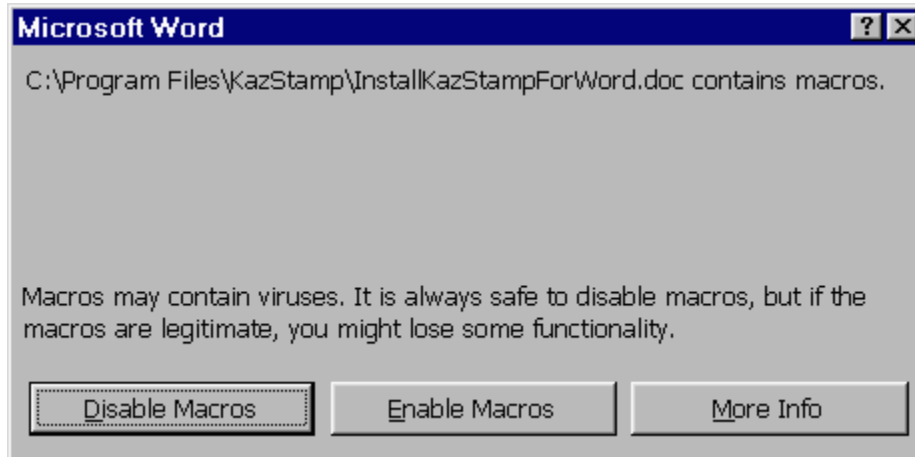 Microsoft Word
C:\Program Files\KazStamp\InstallKazStampForWord.doc contains macros.
Macros may contain viruses. It is always safe to disable macros, but if the
macros are legitimate, you might lose some functionality.
Disable Macros
Enable Macros
More Info